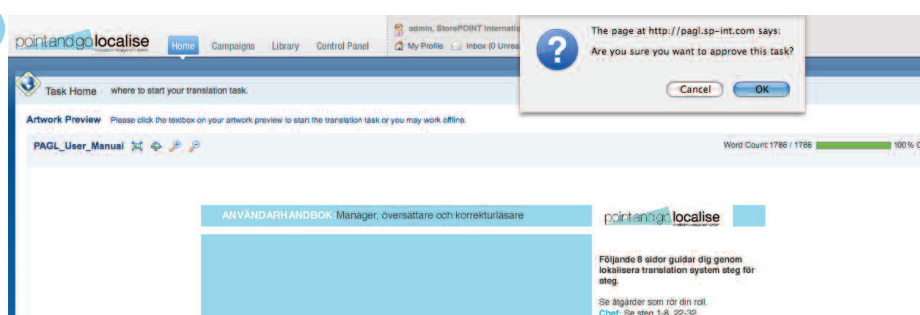 pointandgolocalise
Home Campaigns Library Control Panel
admin, StorePOINT Internatio
My Profile Inbox (0 Unrea
The page at http://pagl.sp-int.com says:
Are you sure you want to approve this task?
Cancel OK
Task Home where to start your translation task.
Artwork Preview Please click the textbox on your artwork preview to start the translation task or you may work offline.
PAGL_User_Manual
Word Count: 1786 / 1786 100%
ANVÄNDARHANDBOK: Manager, översättare och korrekturläsare
pointandgolocalise
Följande 8 sidor guidar dig genom
lokalisera translation system steg för
steg.
Se åtgärder som rör din roll.
Chef: Se steg 1-8, 22-32